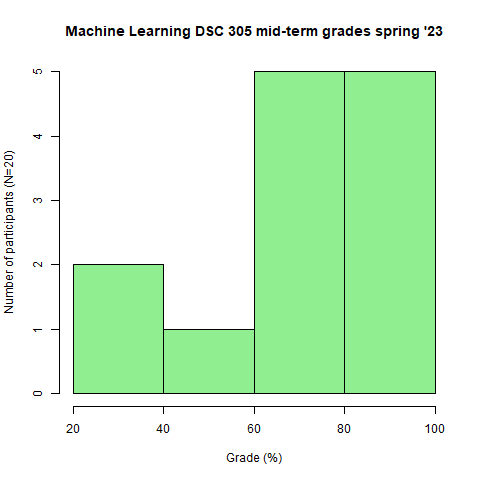 Machine Learning DSC 305 mid-term grades spring '23
5
4
3
2
1
0
Number of participants (N=20)
20 40 60 80 100
Grade (%)